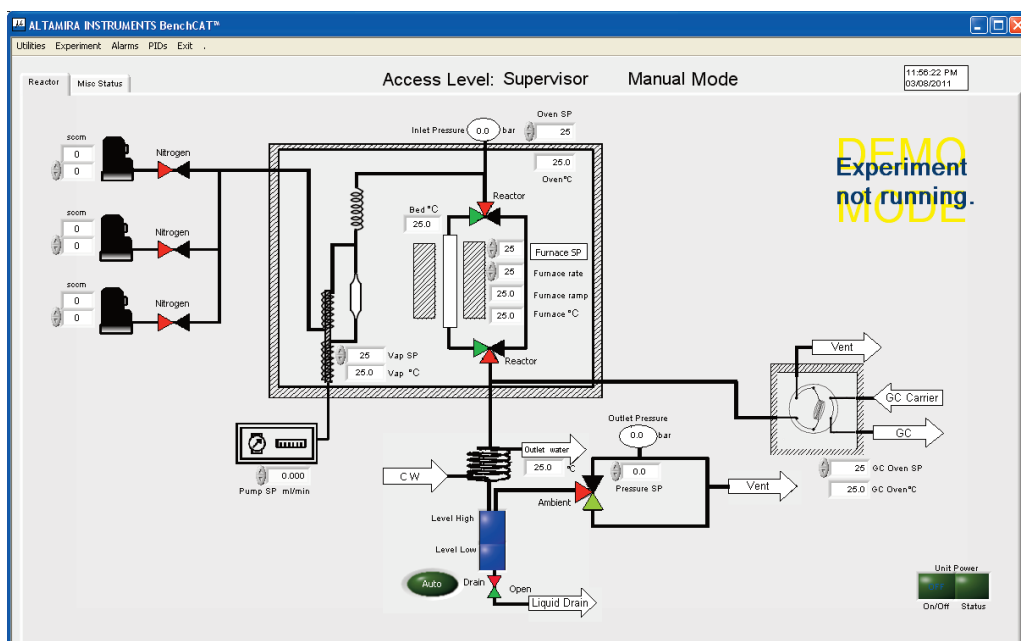 ALTAMIRA INSTRUMENTS BenchCAT™
Utilities Experiment Alarms PIDs Exit .
Reactor Misc Status
Access Level: Supervisor Manual Mode
11:56:22 PM
03/08/2011
DEMO
MODE
Experiment
not running.
sccm
0
0
Nitrogen
sccm
0
0
Nitrogen
sccm
0
0
Nitrogen
Inlet Pressure 0.0 bar
Oven SP
25
25.0
Oven°C
Reactor
Bed °C
25.0
25 Furnace SP
25 Furnace rate
25.0 Furnace ramp
25.0 Furnace °C
Reactor
25 Vap SP
25.0 Vap °C
0.000
Pump SP ml/min
CW
Outlet water
25.0 °C
Outlet Pressure
0.0 bar
0.0
Pressure SP
Ambient
Vent
Level High
Level Low
Auto
Drain
Open
Liquid Drain
Vent
GC Carrier
GC
25 GC Oven SP
25.0 GC Oven°C
Unit Power
On/Off Status